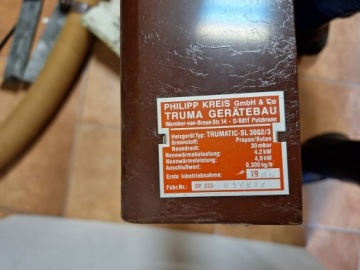 PHILIPP KREIS GmbH & Co
TRUMA GERÄTEBAU
Wernher-von-Braun-Str. 14 - D-8011 Putzbrunn
Heizgerät Typ: TRUMATIC-SL 3002/3
Brennstoff: Propan/Butan
Nenndruck: 30 mbar
Nennwärmebelastung: 4,2 kW
Nennwärmeleistung: 4,0 kW
Anschlußwert: 0,300 kg/h
Erste Inbetriebnahme: 19
Fabr.Nr.